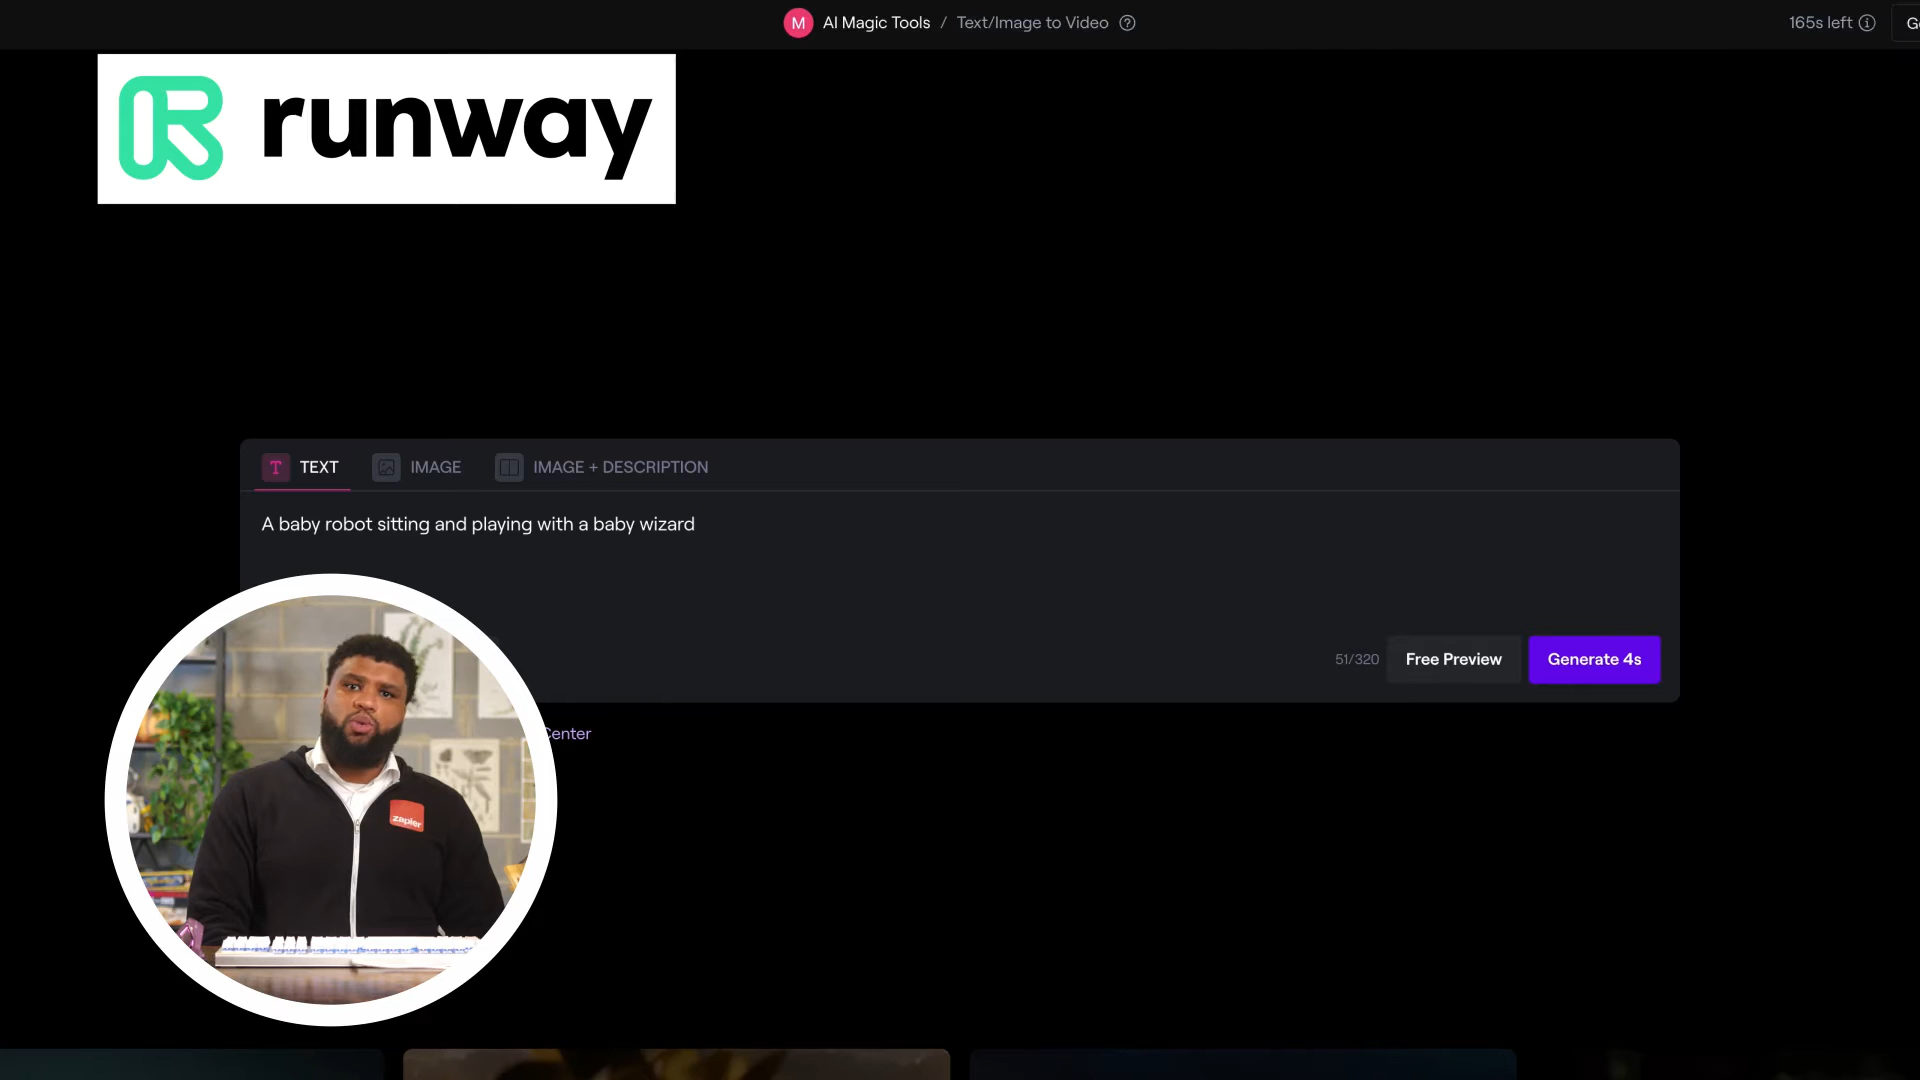 M AI Magic Tools / Text/Image to Video ?
165s left
runway
T TEXT IMAGE IMAGE + DESCRIPTION
A baby robot sitting and playing with a baby wizard
51/320 Free Preview Generate 4s
Center
zapier